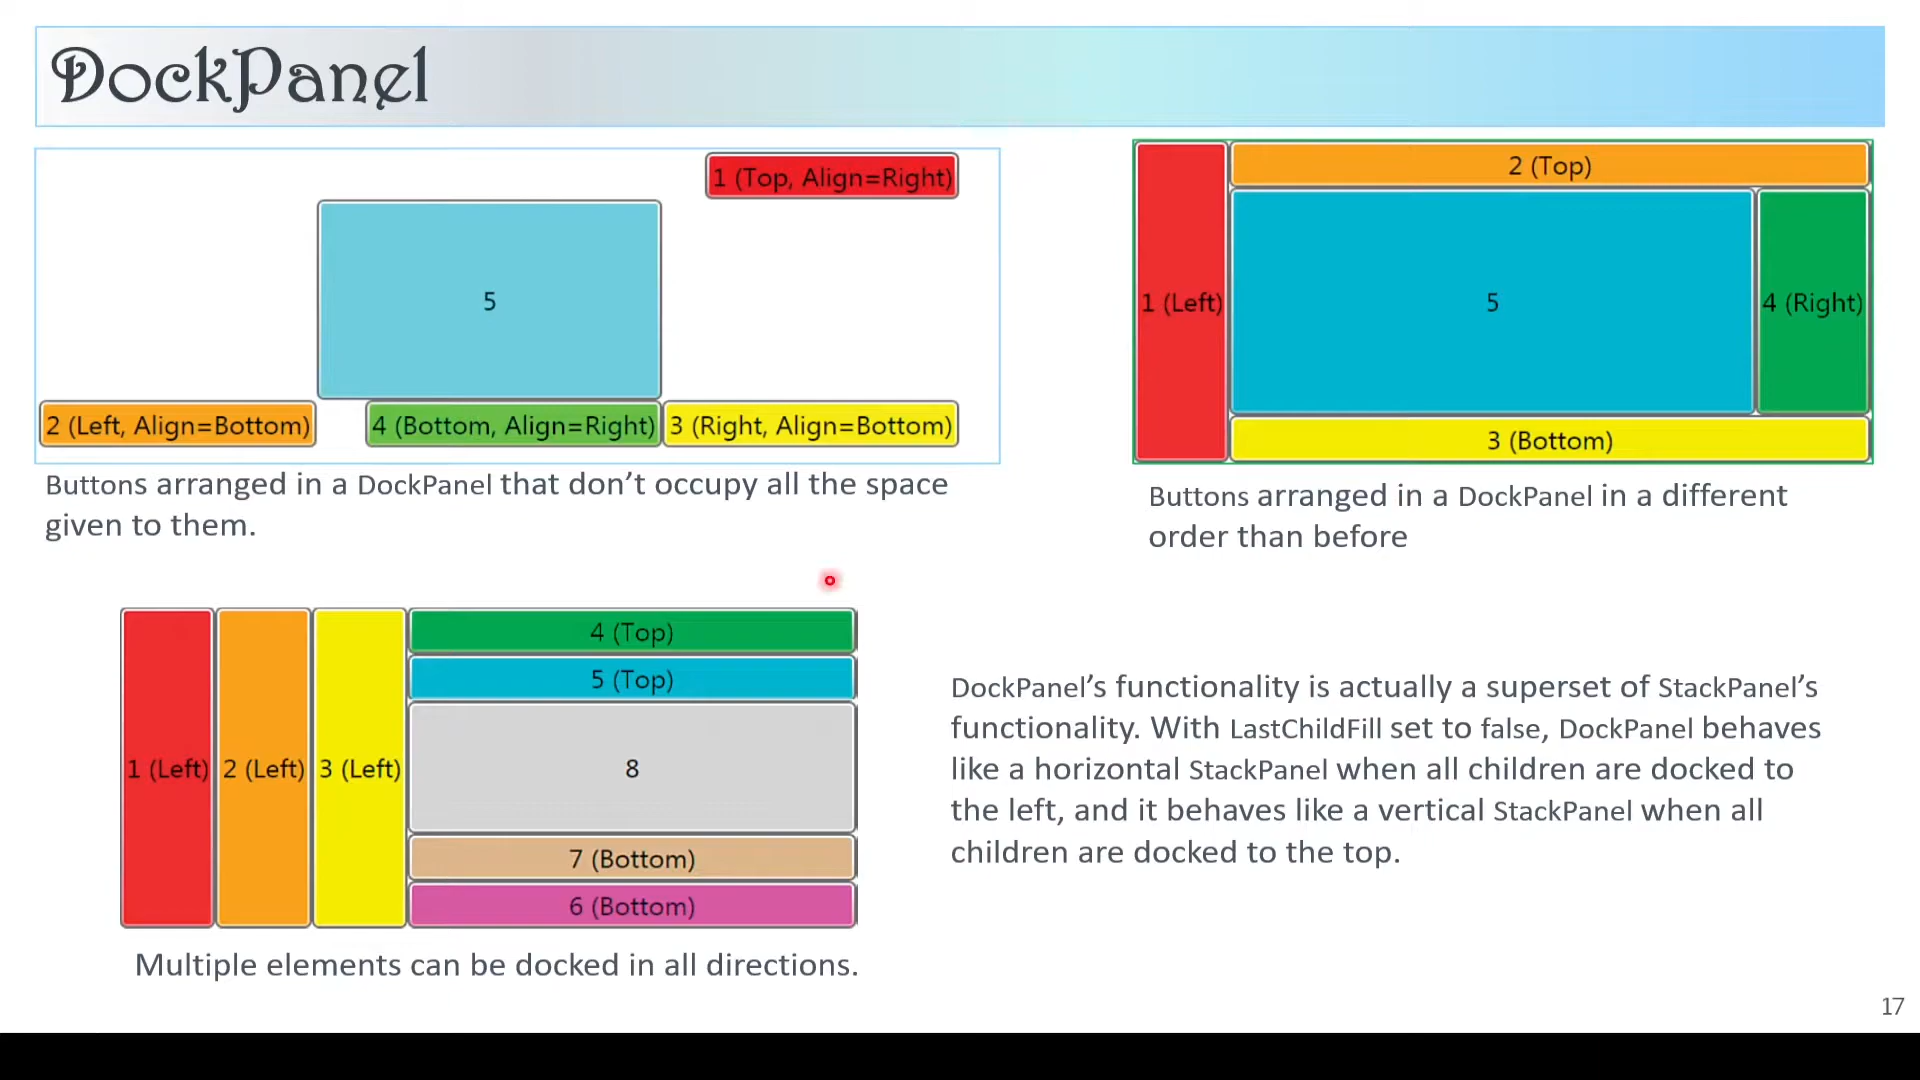 DockPanel
1 (Top, Align=Right)
5
2 (Left, Align=Bottom)
4 (Bottom, Align=Right)
3 (Right, Align=Bottom)
Buttons arranged in a DockPanel that don’t occupy all the space
given to them.
2 (Top)
1 (Left)
5
4 (Right)
3 (Bottom)
Buttons arranged in a DockPanel in a different
order than before
4 (Top)
5 (Top)
1 (Left)
2 (Left)
3 (Left)
8
7 (Bottom)
6 (Bottom)
Multiple elements can be docked in all directions.
DockPanel’s functionality is actually a superset of StackPanel’s
functionality. With LastChildFill set to false, DockPanel behaves
like a horizontal StackPanel when all children are docked to
the left, and it behaves like a vertical StackPanel when all
children are docked to the top.
17